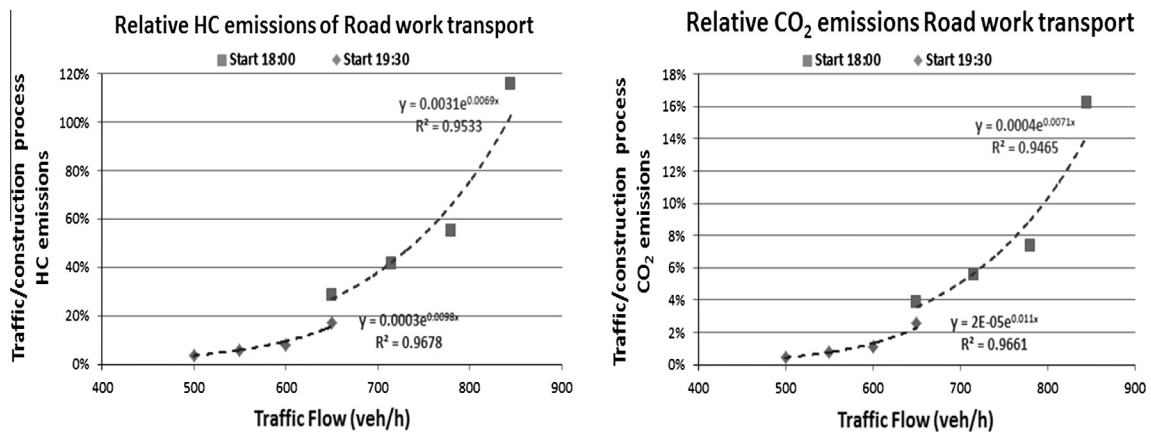 Relative HC emissions of Road work transport
Start 18:00 Start 19:30
Traffic/construction process
HC emissions
120%
100%
80%
60%
40%
20%
0%
y = 0.0031e^0.0069x
R² = 0.9533
y = 0.0003e^0.0098x
R² = 0.9678
400 500 600 700 800 900
Traffic Flow (veh/h)
Relative CO₂ emissions Road work transport
Start 18:00 Start 19:30
Traffic/construction process
CO₂ emissions
18%
16%
14%
12%
10%
8%
6%
4%
2%
0%
y = 0.0004e^0.0071x
R² = 0.9465
y = 2E-05e^0.011x
R² = 0.9661
400 500 600 700 800 900
Traffic Flow (veh/h)